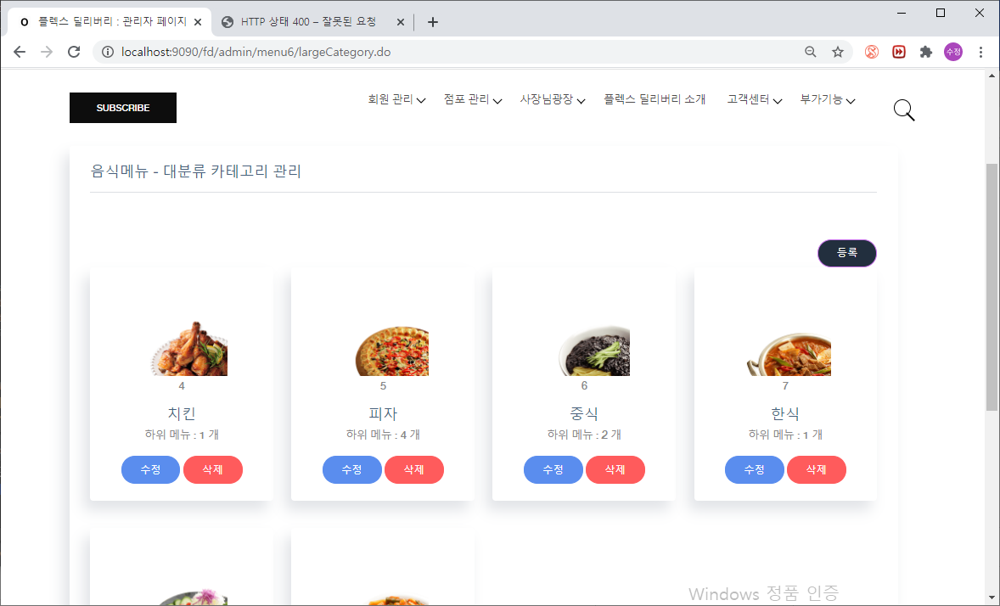 플렉스 딜리버리 : 관리자 페이지
HTTP 상태 400 – 잘못된 요청
localhost:9090/fd/admin/menu6/largeCategory.do
수정
SUBSCRIBE
회원 관리
점포 관리
사장님광장
플렉스 딜리버리 소개
고객센터
부가기능
음식메뉴 - 대분류 카테고리 관리
등록
4
치킨
하위 메뉴 : 1 개
수정 삭제
5
피자
하위 메뉴 : 4 개
수정 삭제
6
중식
하위 메뉴 : 2 개
수정 삭제
7
한식
하위 메뉴 : 1 개
수정 삭제
Windows 정품 인증